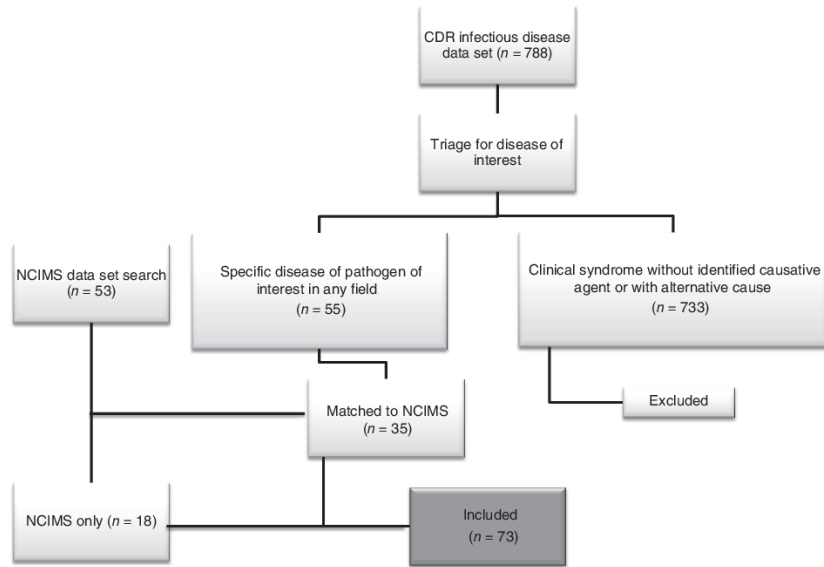 CDR infectious disease
data set (n = 788)
Triage for disease of
interest
NCIMS data set search
(n = 53)
Specific disease of pathogen of
interest in any field
(n = 55)
Clinical syndrome without identified causative
agent or with alternative cause
(n = 733)
Matched to NCIMS
(n = 35)
Excluded
NCIMS only (n = 18)
Included
(n = 73)